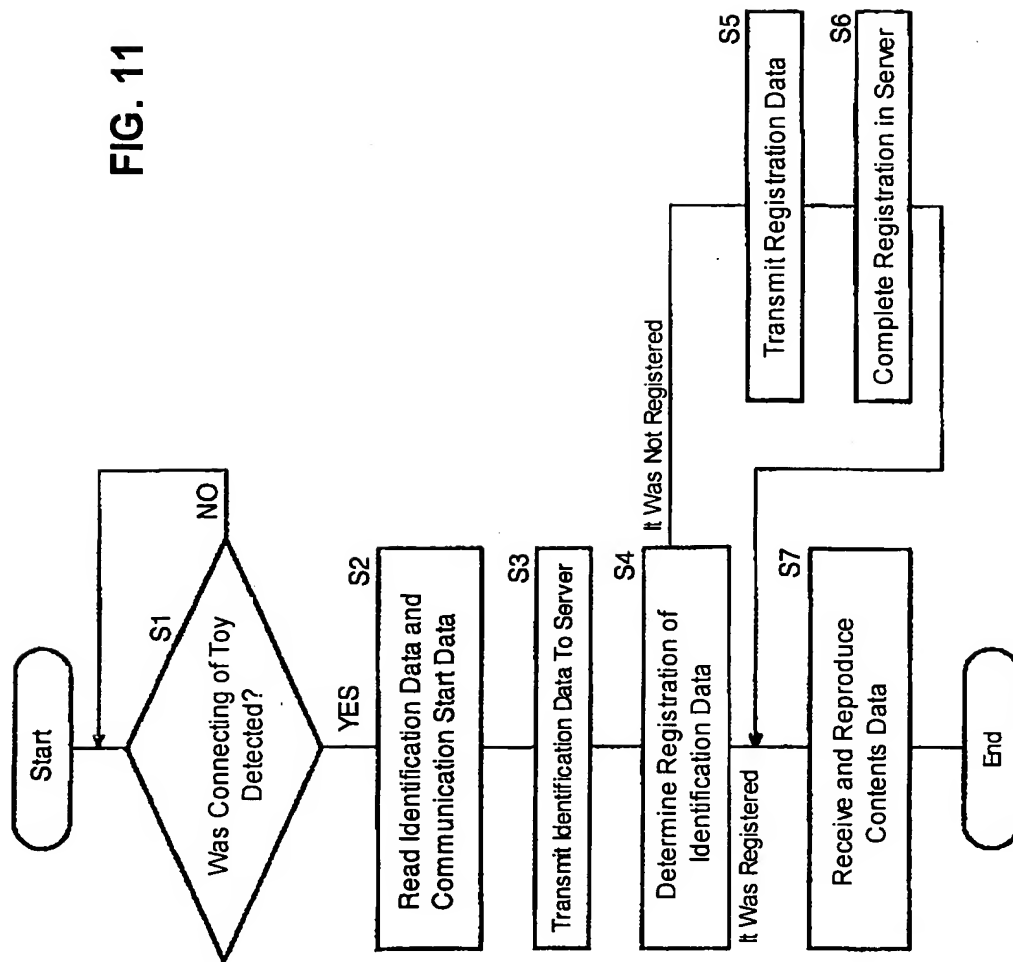 FIG. 11
Start
S1
Was Connecting of Toy
Detected?
NO
YES
S2
Read Identification Data and
Communication Start Data
S3
Transmit Identification Data To Server
S4
Determine Registration of
Identification Data
It Was Not Registered
S5
Transmit Registration Data
S6
Complete Registration in Server
It Was Registered
S7
Receive and Reproduce
Contents Data
End